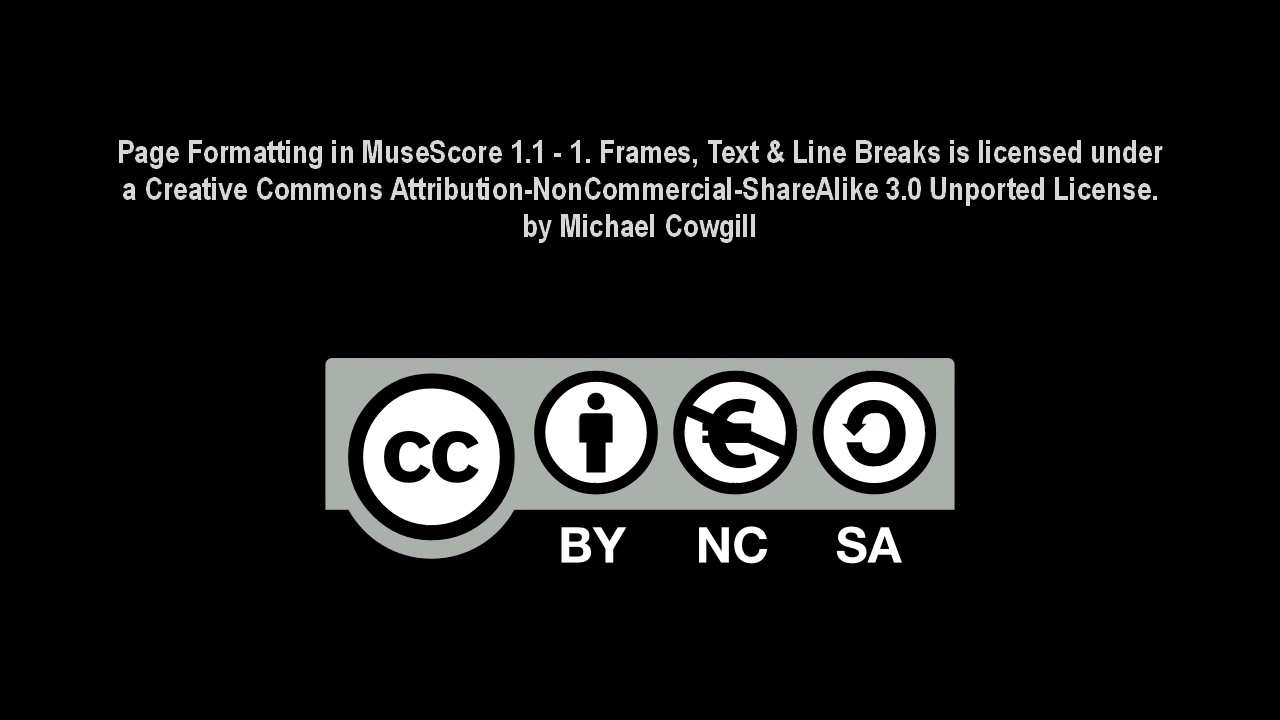 Page Formatting in MuseScore 1.1 - 1. Frames, Text & Line Breaks is licensed under
a Creative Commons Attribution-NonCommercial-ShareAlike 3.0 Unported License.
by Michael Cowgill
cc
BY NC SA